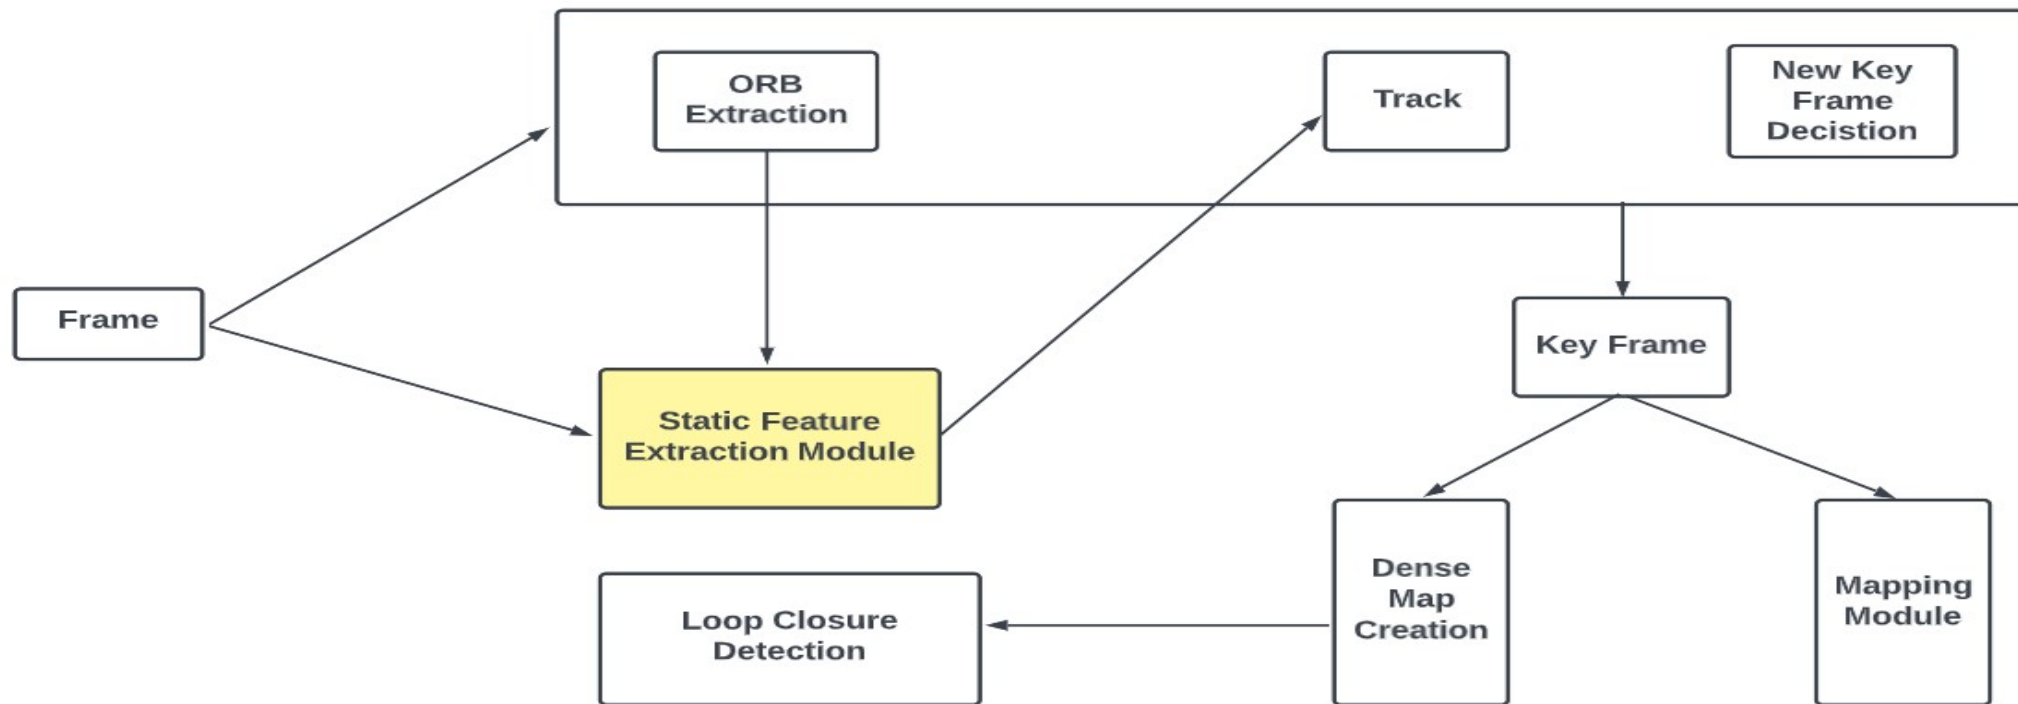 ORB
Extraction
Track
New Key
Frame
Decistion
Frame
Key Frame
Static Feature
Extraction Module
Dense
Map
Creation
Mapping
Module
Loop Closure
Detection